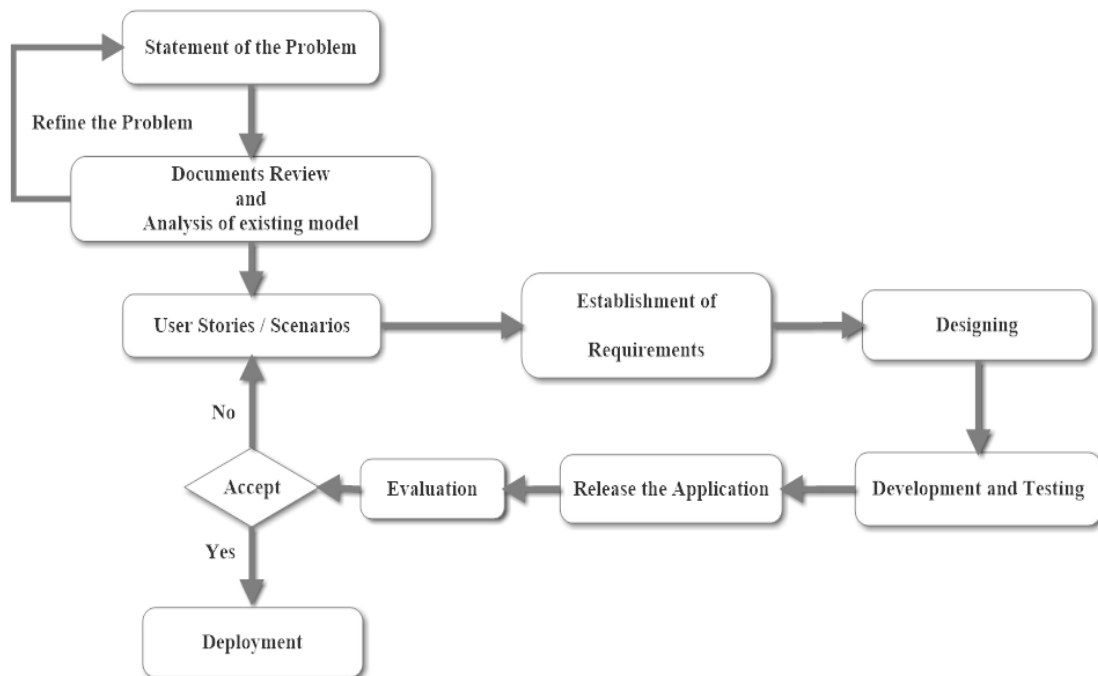 Statement of the Problem
Refine the Problem
Documents Review
and
Analysis of existing model
User Stories / Scenarios
Establishment of
Requirements
Designing
Development and Testing
Release the Application
Evaluation
Accept
No
Yes
Deployment